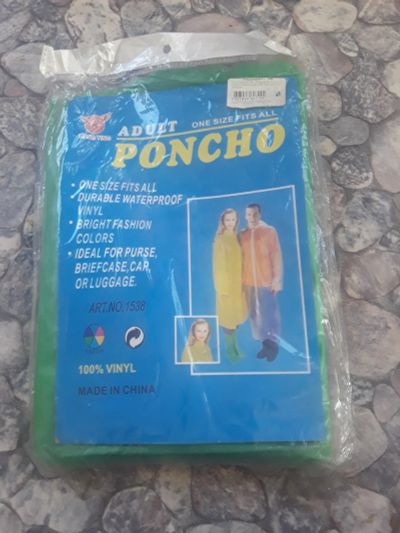 ADULT
ONE SIZE FITS ALL
PONCHO
• ONE SIZE FITS ALL
• DURABLE WATERPROOF
VINYL
• BRIGHT FASHION
COLORS
• IDEAL FOR PURSE,
BRIEFCASE, CAR,
OR LUGGAGE.
ART.NO.1538
100% VINYL
MADE IN CHINA